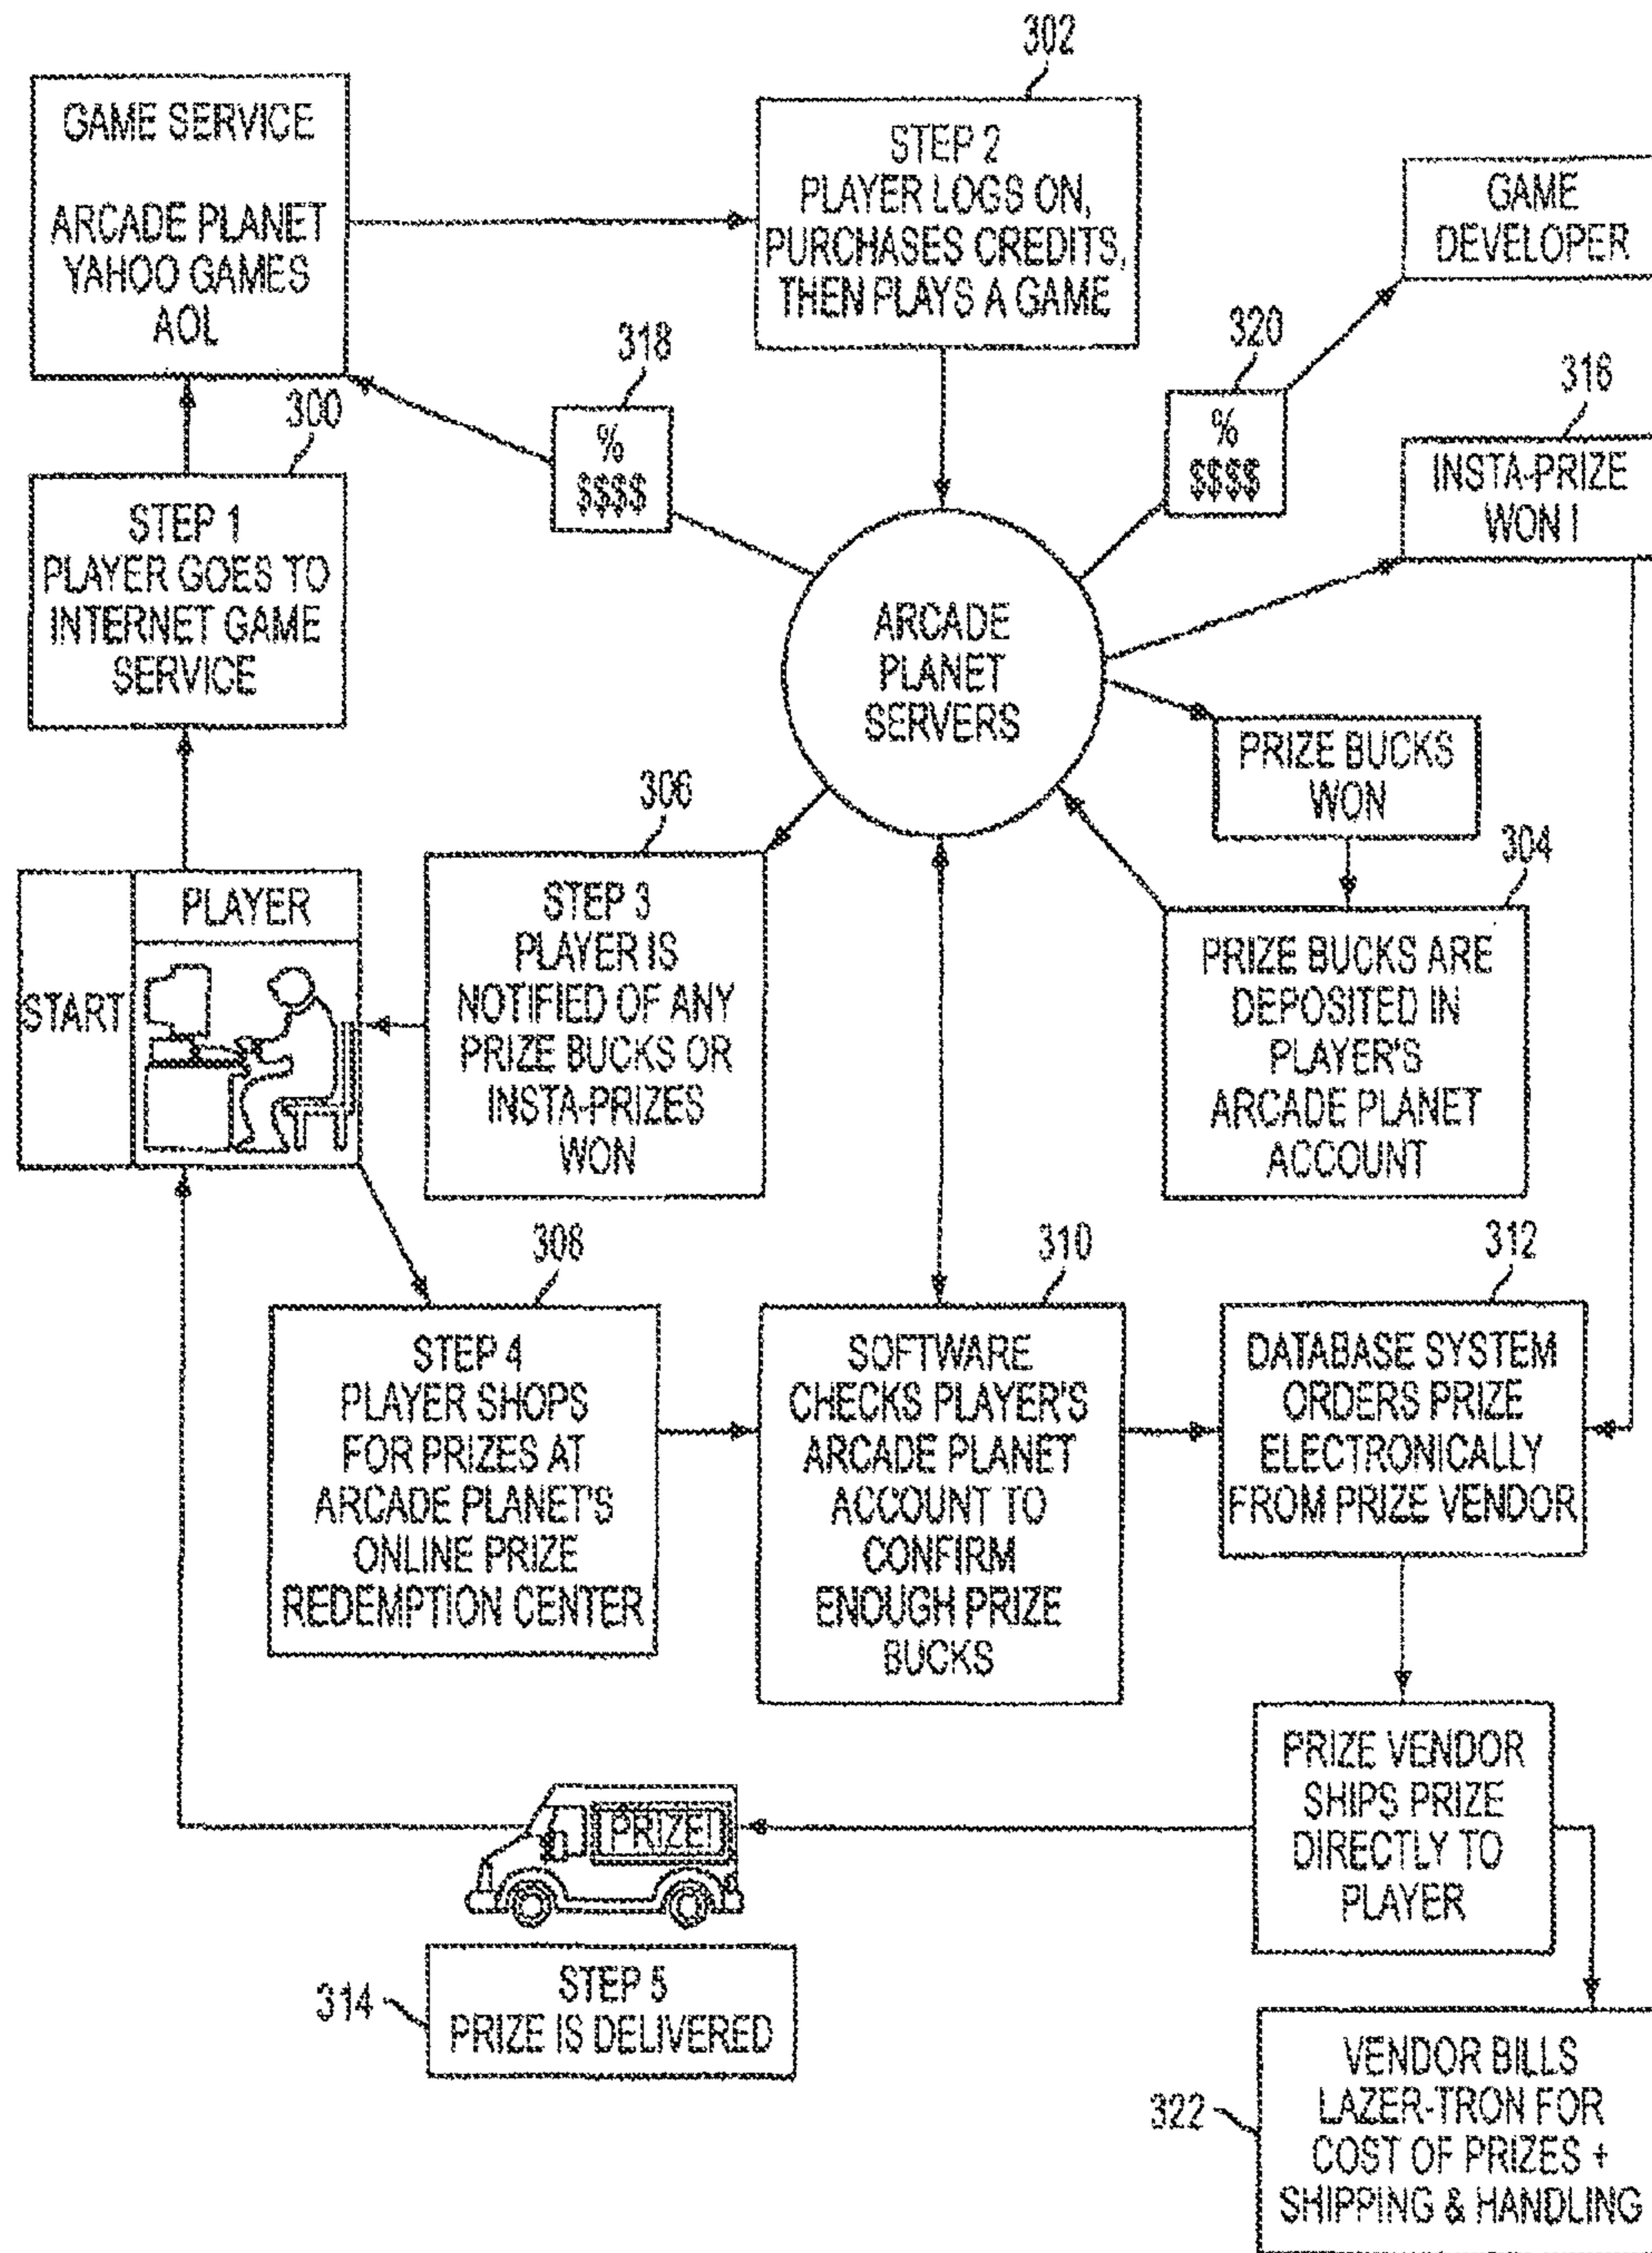 302
GAME SERVICE
ARCADE PLANET
YAHOO GAMES
AOL
STEP 2
PLAYER LOGS ON,
PURCHASES CREDITS,
THEN PLAYS A GAME
GAME
DEVELOPER
318
%
$$$$
320
%
$$$$
316
INSTA-PRIZE
WON !
300
STEP 1
PLAYER GOES TO
INTERNET GAME
SERVICE
ARCADE
PLANET
SERVERS
PRIZE BUCKS
WON
306
STEP 3
PLAYER IS
NOTIFIED OF ANY
PRIZE BUCKS OR
INSTA-PRIZES
WON
304
PRIZE BUCKS ARE
DEPOSITED IN
PLAYER'S
ARCADE PLANET
ACCOUNT
START
PLAYER
308
STEP 4
PLAYER SHOPS
FOR PRIZES AT
ARCADE PLANET'S
ONLINE PRIZE
REDEMPTION CENTER
310
SOFTWARE
CHECKS PLAYER'S
ARCADE PLANET
ACCOUNT TO
CONFIRM
ENOUGH PRIZE
BUCKS
312
DATABASE SYSTEM
ORDERS PRIZE
ELECTRONICALLY
FROM PRIZE VENDOR
PRIZE VENDOR
SHIPS PRIZE
DIRECTLY TO
PLAYER
PRIZE!
314
STEP 5
PRIZE IS DELIVERED
322
VENDOR BILLS
LAZER-TRON FOR
COST OF PRIZES +
SHIPPING & HANDLING